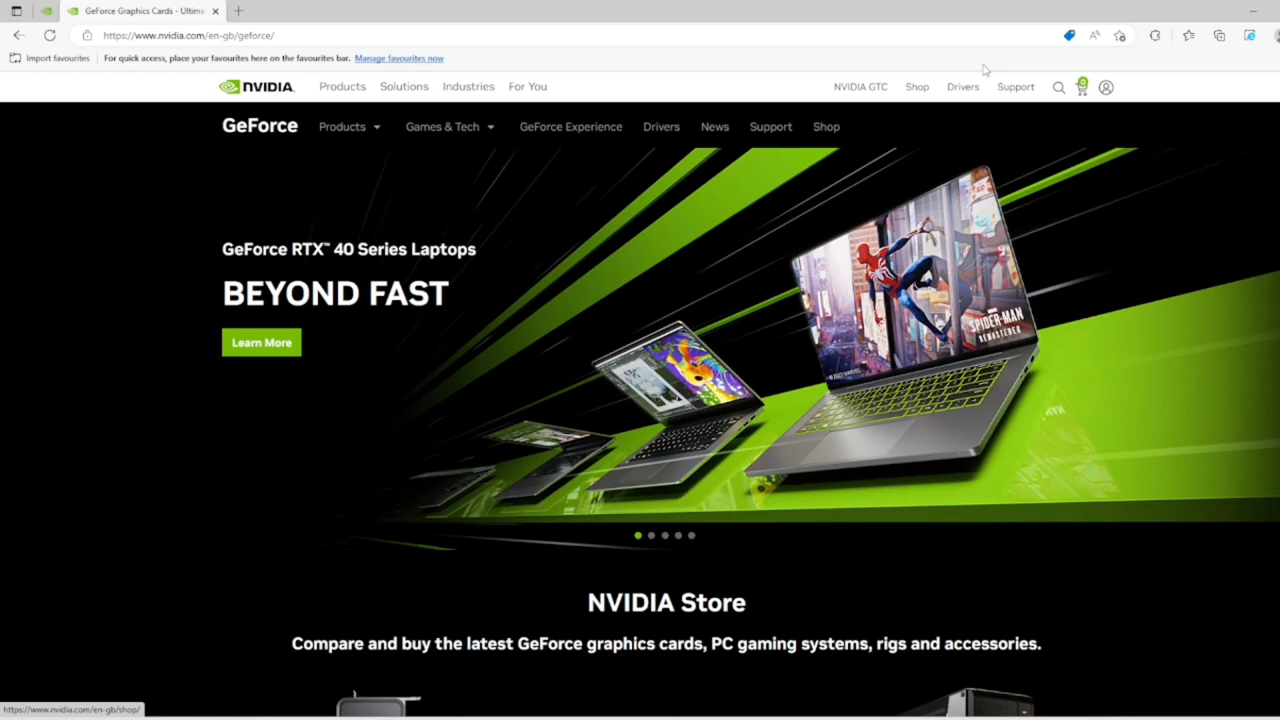 GeForce Graphics Cards - Ultima
https://www.nvidia.com/en-gb/geforce/
Import favourites
For quick access, place your favourites here on the favourites bar. Manage favourites now
NVIDIA.
Products
Solutions
Industries
For You
NVIDIA GTC
Shop
Drivers
Support
0
GeForce
Products
Games & Tech
GeForce Experience
Drivers
News
Support
Shop
GeForce RTX™ 40 Series Laptops
BEYOND FAST
Learn More
MARVEL
SPIDER-MAN
REMASTERED
NVIDIA Store
Compare and buy the latest GeForce graphics cards, PC gaming systems, rigs and accessories.
https://www.nvidia.com/en-gb/shop/